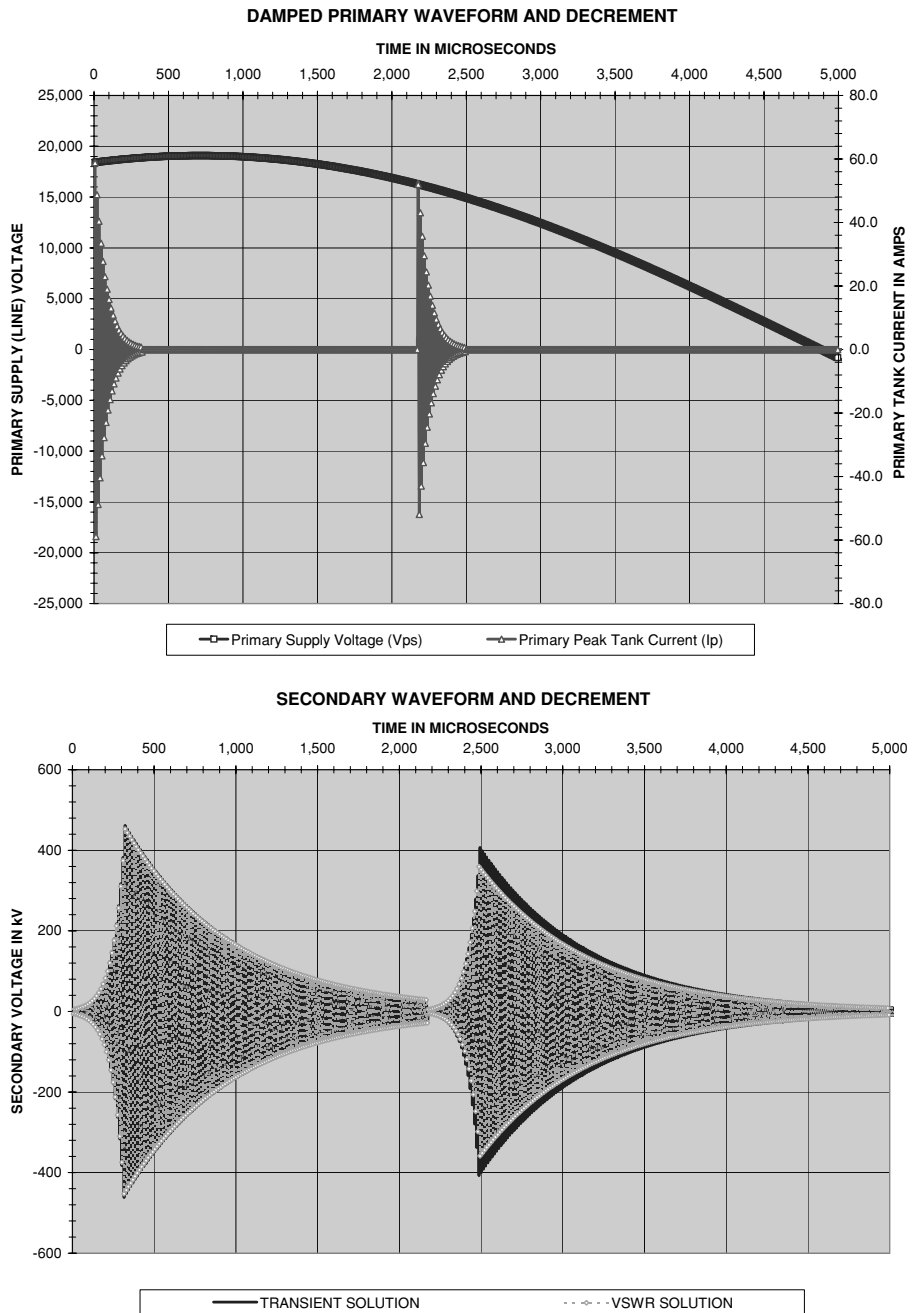 DAMPED PRIMARY WAVEFORM AND DECREMENT
TIME IN MICROSECONDS
0 500 1,000 1,500 2,000 2,500 3,000 3,500 4,000 4,500 5,000
25,000 80.0
20,000 60.0
15,000 40.0
10,000 20.0
5,000
0 0.0
-5,000
-10,000 -20.0
-15,000 -40.0
-20,000 -60.0
-25,000 -80.0
PRIMARY SUPPLY (LINE) VOLTAGE
PRIMARY TANK CURRENT IN AMPS
Primary Supply Voltage (Vps) Primary Peak Tank Current (Ip)
SECONDARY WAVEFORM AND DECREMENT
TIME IN MICROSECONDS
0 500 1,000 1,500 2,000 2,500 3,000 3,500 4,000 4,500 5,000
600
400
200
0
-200
-400
-600
SECONDARY VOLTAGE IN kV
TRANSIENT SOLUTION VSWR SOLUTION